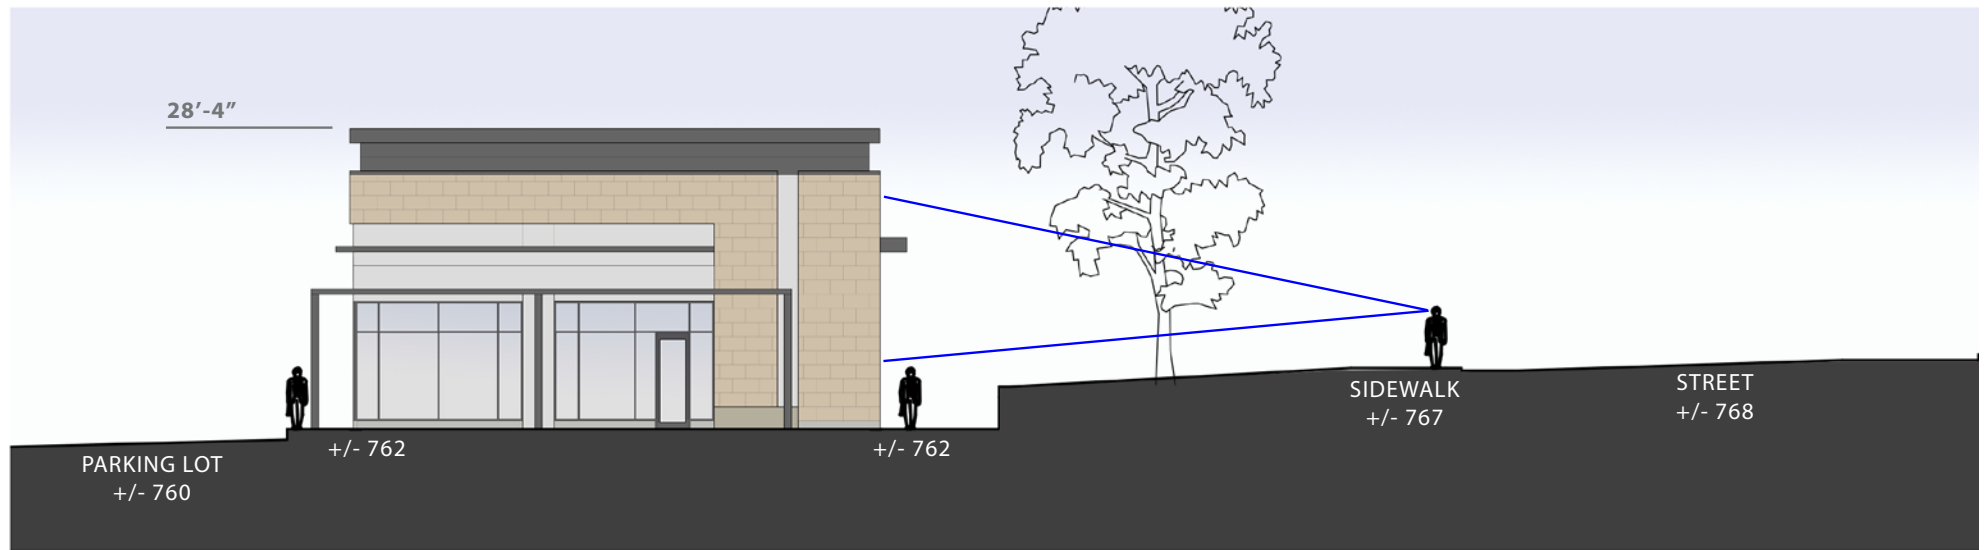 28’-4”
SIDEWALK
+/- 767
STREET
+/- 768
+/- 762
+/- 762
PARKING LOT
+/- 760